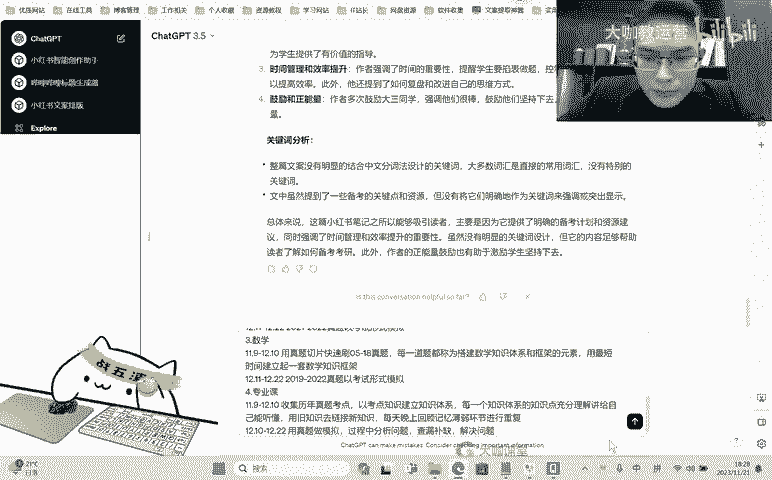 优质网站 在线工具 博客管理 工作相关 个人收藏 资源教程 学习网站 网盘资源 软件收集 文案提取神器
ChatGPT
小红书智能创作助手
小红书文案排版
Explore
ChatGPT 3.5
为学生提供了有价值的指导。
3. 时间管理和效率提升：作者强调了时间的重要性，提醒学生要掐表做题，控
以提高效率。此外，他还提到了如何复盘和改进自己的思维方式。
4. 鼓励和正能量：作者多次鼓励大三同学，强调他们很棒，鼓励他们坚持下去
量。
关键词分析：
• 整篇文案没有明显的结合中文分词法设计的关键词，大多数词汇是直接的常用词汇，没有特别的
关键词。
• 文中虽然提到了一些备考的关键点和资源，但没有将它们明确地作为关键词来强调或突出显示。
总体来说，这篇小红书笔记之所以能够吸引读者，主要是因为它提供了明确的备考计划和资源建
议，同时强调了时间管理和效率提升的重要性。虽然没有明显的关键词设计，但它的内容足够帮助
读者了解如何备考考研。此外，作者的正能量鼓励也有助于激励学生坚持下去。
Is this conversation helpful so far?
3.数学
11.9-12.10 用真题切片快速刷05-18真题，每一道题都称为搭建数学知识体系和框架的元素，用最短
时间建立起一套数学知识框架
12.11-12.22 2019-2022真题以考试形式模拟
4.专业课
11.9-12.10 收集历年真题考点，以考点知识建立知识体系，每一个知识体系的知识点充分理解讲给自
己能听懂，用旧知识去链接新知识，每天晚上回顾记忆薄弱环节进行重复
12.10-12.22 用真题做模拟，过程中分析问题，查漏补缺，解决问题
ChatGPT can make mistakes. Consider checking important information.
大咖教运营
bilibili
大咖课堂
21°C
搜索
拼
18:28
2023/11/21